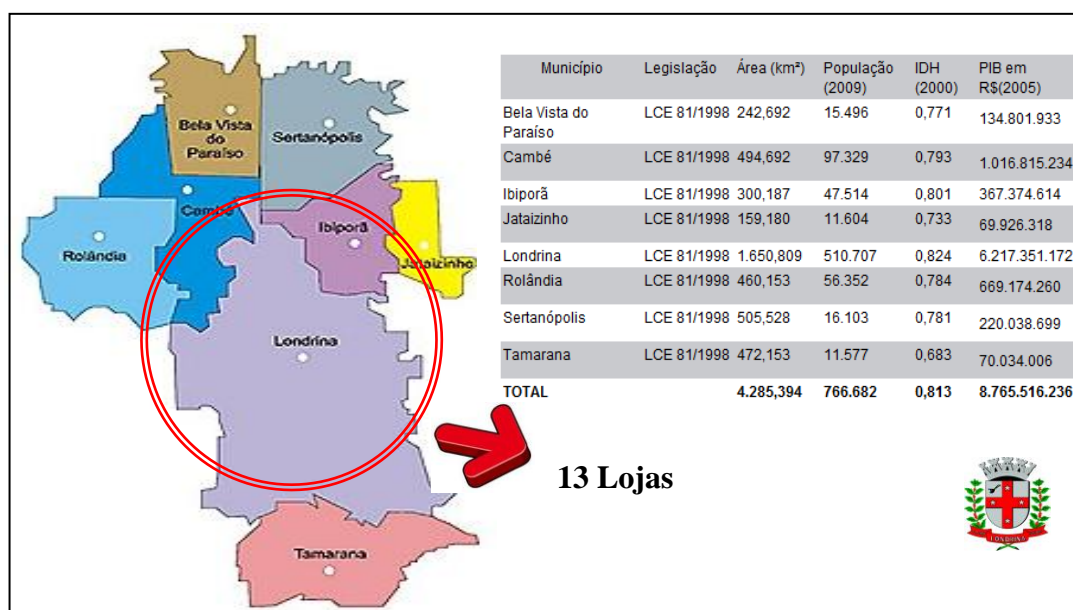 Bela Vista
do
Paraíso
Sertanópolis
Cambé
Ibiporã
Rolândia
Jataizinho
Londrina
Tamarana
Município Legislação Área (km²) População (2009) IDH (2000) PIB em R$(2005)
Bela Vista do Paraíso LCE 81/1998 242,692 15.496 0,771 134.801.933
Cambé LCE 81/1998 494,692 97.329 0,793 1.016.815.234
Ibiporã LCE 81/1998 300,187 47.514 0,801 367.374.614
Jataizinho LCE 81/1998 159,180 11.604 0,733 69.926.318
Londrina LCE 81/1998 1.650,809 510.707 0,824 6.217.351.172
Rolândia LCE 81/1998 460,153 56.352 0,784 669.174.260
Sertanópolis LCE 81/1998 505,528 16.103 0,781 220.038.699
Tamarana LCE 81/1998 472,153 11.577 0,683 70.034.006
TOTAL 4.285,394 766.682 0,813 8.765.516.236
13 Lojas
LONDRINA